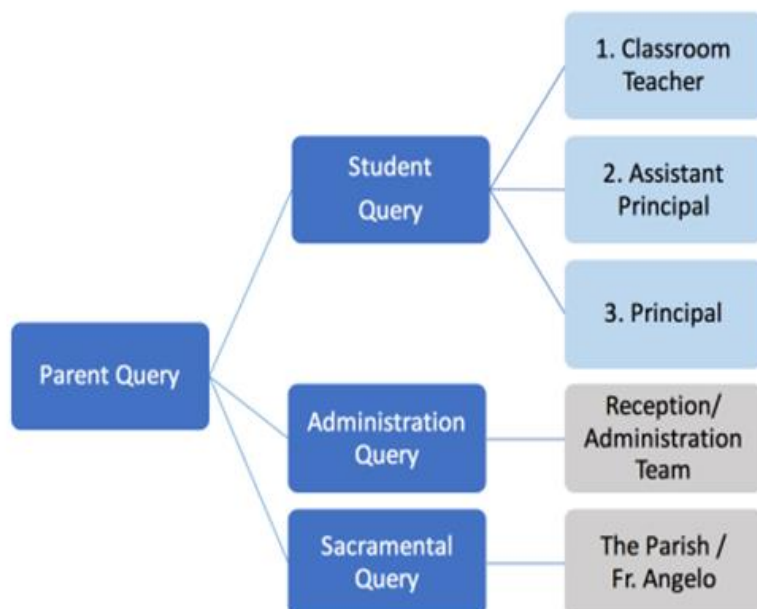 Parent Query
Student
Query
1. Classroom
Teacher
2. Assistant
Principal
3. Principal
Administration
Query
Reception/
Administration
Team
Sacramental
Query
The Parish /
Fr. Angelo